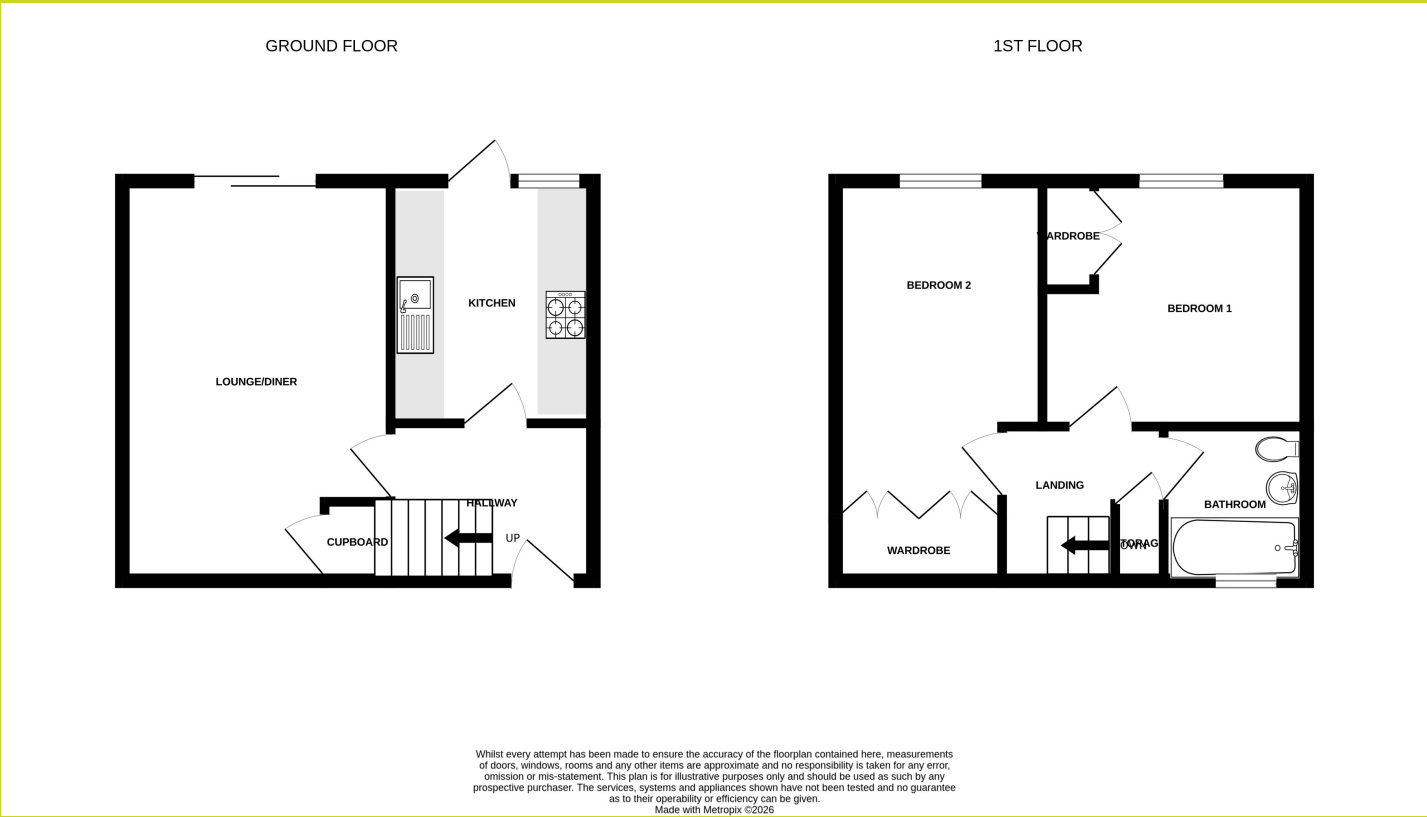 GROUND FLOOR
1ST FLOOR
WARDROBE
BEDROOM 2
KITCHEN
BEDROOM 1
LOUNGE/DINER
LANDING
HALLWAY
BATHROOM
UP
CUPBOARD
WARDROBE
Whilst every attempt has been made to ensure the accuracy of the floorplan contained here, measurements
of doors, windows, rooms and any other items are approximate and no responsibility is taken for any error,
omission or mis-statement. This plan is for illustrative purposes only and should be used as such by any
prospective purchaser. The services, systems and appliances shown have not been tested and no guarantee
as to their operability or efficiency can be given.
Made with Metropix ©2026